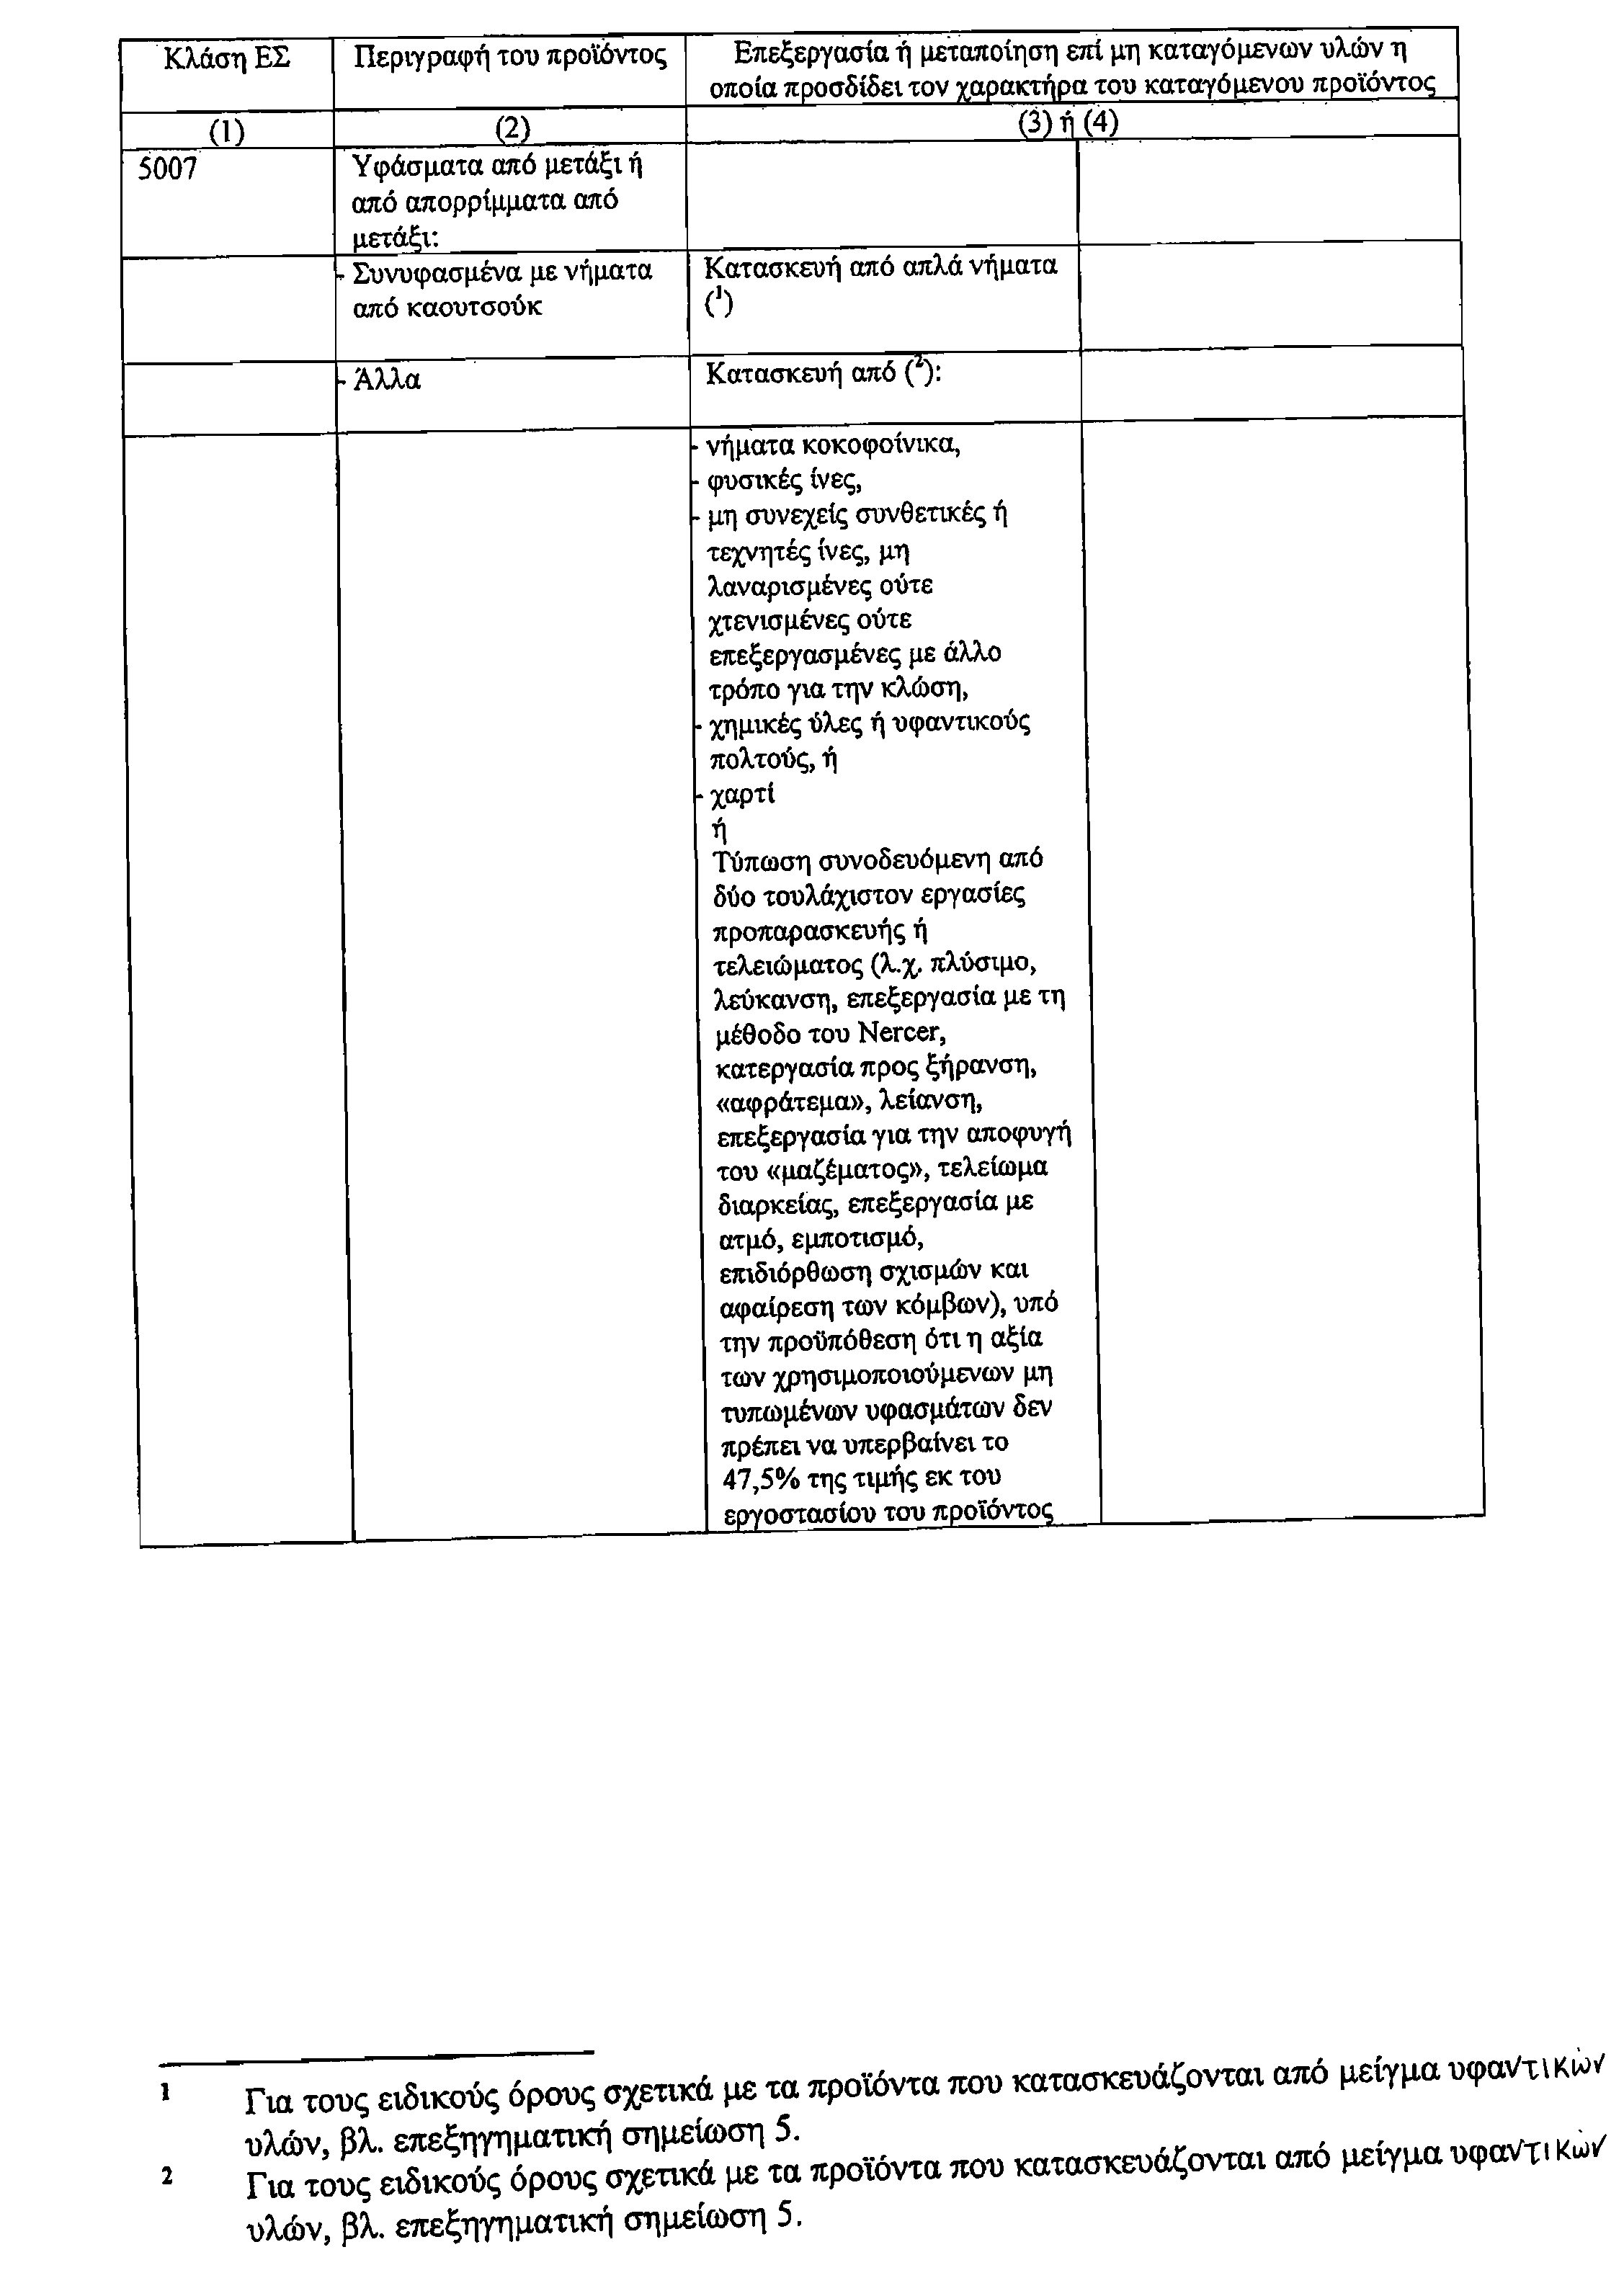 Κλάση ΕΣ
Περιγραφή του προϊόντος
Επεξεργασία ή μεταποίηση επί μη καταγόμενων υλών η
οποία προσδίδει τον χαρακτήρα του καταγόμενου προϊόντος
(1)
(2)
(3) ή (4)
5007
Υφάσματα από μετάξι ή
από απορρίμματα από
μετάξι:
- Συνυφασμένα με νήματα
από καουτσούκ
Κατασκευή από απλά νήματα
(¹)
- Άλλα
Κατασκευή από (²):
- νήματα κοκοφοίνικα,
- φυσικές ίνες,
- μη συνεχείς συνθετικές ή
τεχνητές ίνες, μη
λαναρισμένες ούτε
χτενισμένες ούτε
επεξεργασμένες με άλλο
τρόπο για την κλώση,
- χημικές ύλες ή υφαντικούς
πολτούς, ή
- χαρτί
ή
Τύπωση συνοδευόμενη από
δύο τουλάχιστον εργασίες
προπαρασκευής ή
τελειώματος (λ.χ. πλύσιμο,
λεύκανση, επεξεργασία με τη
μέθοδο του Nercer,
κατεργασία προς ξήρανση,
«αφράτεμα», λείανση,
επεξεργασία για την αποφυγή
του «μαζέματος», τελείωμα
διαρκείας, επεξεργασία με
ατμό, εμποτισμό,
επιδιόρθωση σχισμών και
αφαίρεση των κόμβων), υπό
την προϋπόθεση ότι η αξία
των χρησιμοποιούμενων μη
τυπωμένων υφασμάτων δεν
πρέπει να υπερβαίνει το
47,5% της τιμής εκ του
εργοστασίου του προϊόντος
1 Για τους ειδικούς όρους σχετικά με τα προϊόντα που κατασκευάζονται από μείγμα υφαντικών
υλών, βλ. επεξηγηματική σημείωση 5.
2 Για τους ειδικούς όρους σχετικά με τα προϊόντα που κατασκευάζονται από μείγμα υφαντικών
υλών, βλ. επεξηγηματική σημείωση 5.